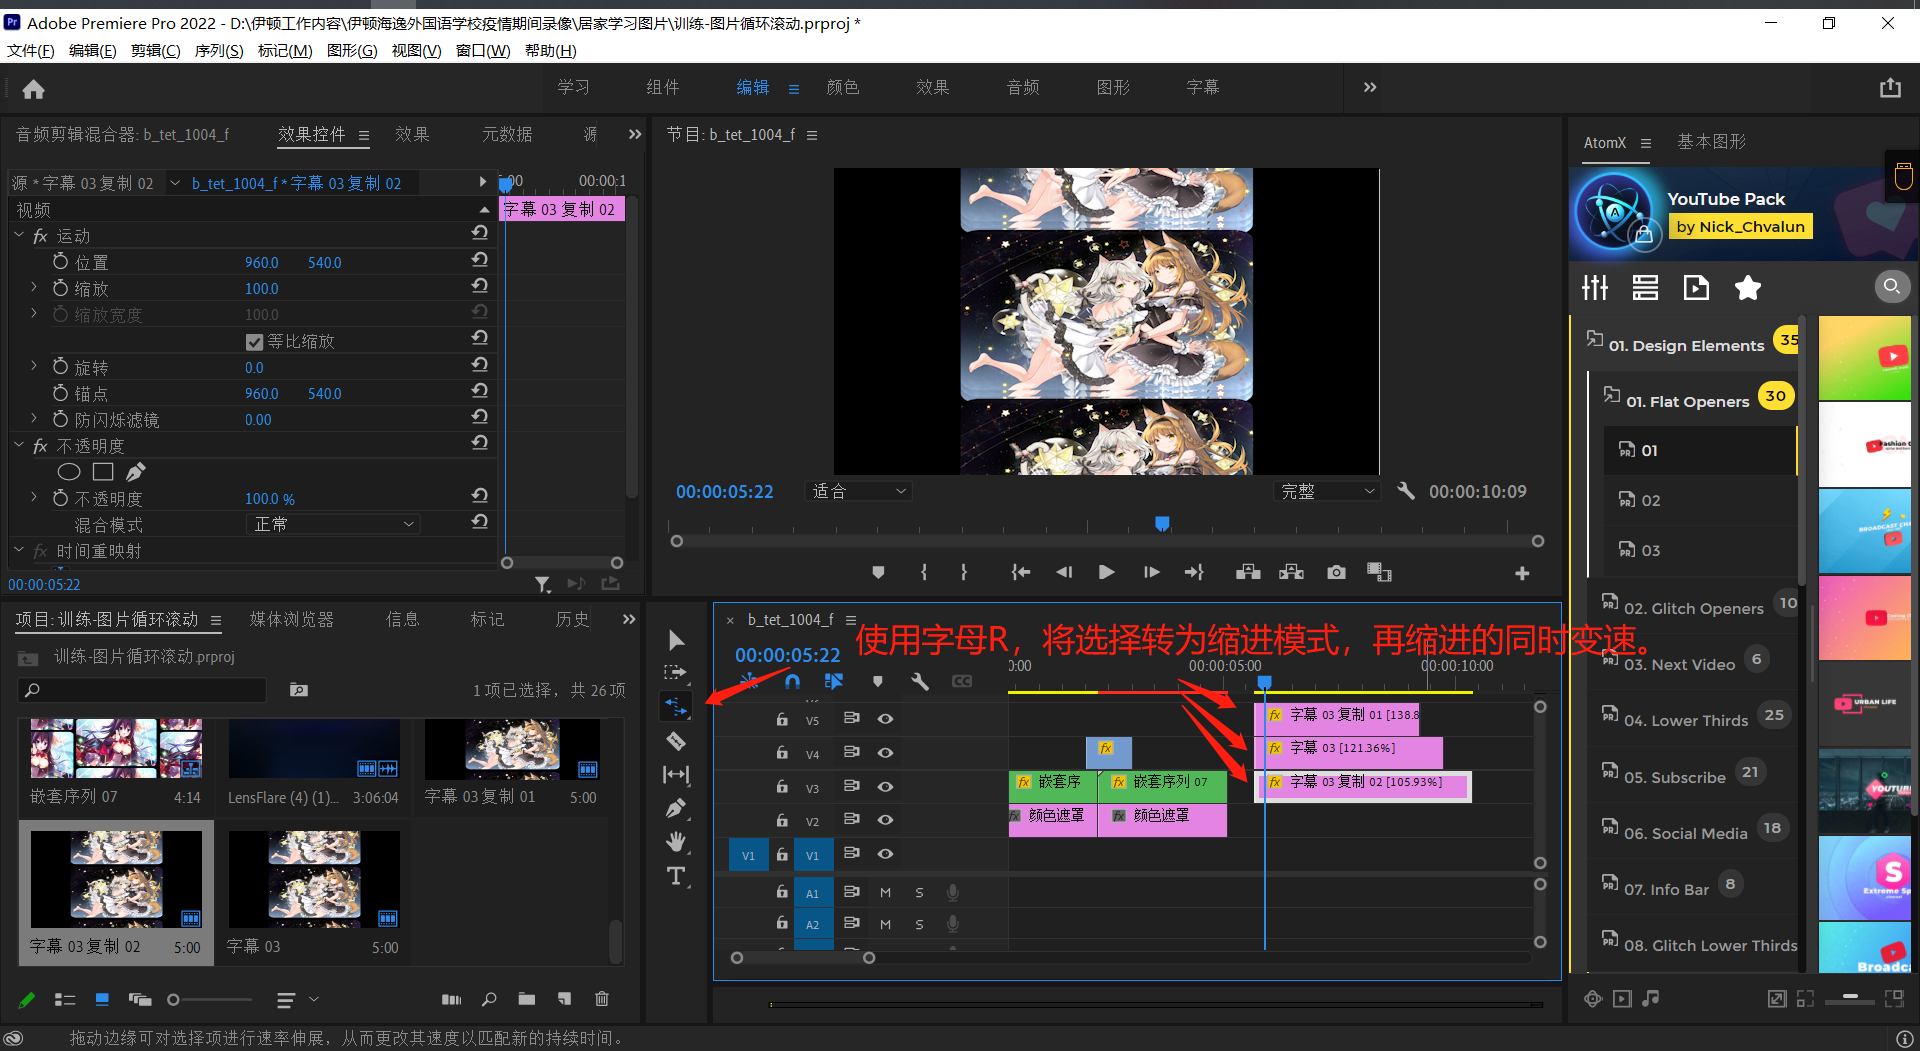 Adobe Premiere Pro 2022 - D:\伊顿工作内容\伊顿海逸外国语学校疫情期间录像\居家学习图片\训练-图片循环滚动.prproj *
文件(F) 编辑(E) 剪辑(C) 序列(S) 标记(M) 图形(G) 视图(V) 窗口(W) 帮助(H)
学习 组件 编辑 颜色 效果 音频 图形 字幕
音频剪辑混合器: b_tet_1004_f 效果控件 效果 元数据 源
源 * 字幕 03 复制 02 b_tet_1004_f * 字幕 03 复制 02 :00 00:00:1
视频 字幕 03 复制 02
fx 运动
位置 960.0 540.0
缩放 100.0
缩放宽度 100.0
等比缩放
旋转 0.0
锚点 960.0 540.0
防闪烁滤镜 0.00
fx 不透明度
不透明度 100.0 %
混合模式 正常
fx 时间重映射
00:00:05:22
节目: b_tet_1004_f
00:00:05:22 适合 完整 00:00:10:09
AtomX 基本图形
YouTube Pack
by Nick_Chvalun
01. Design Elements 35
01. Flat Openers 30
01
02
03
02. Glitch Openers 10
03. Next Video 6
04. Lower Thirds 25
05. Subscribe 21
06. Social Media 18
07. Info Bar 8
08. Glitch Lower Thirds
URBAN LIFE
项目: 训练-图片循环滚动 媒体浏览器 信息 标记 历史
训练-图片循环滚动.prproj
1 项已选择，共 26 项
嵌套序列 07 4:14
LensFlare (4) (1)... 3:06:04
字幕 03 复制 01 5:00
字幕 03 复制 02 5:00
字幕 03 5:00
b_tet_1004_f
使用字母R，将选择转为缩进模式，再缩进的同时变速。
00:00:05:22 :00 00:00:05:00 00:00:10:00
V5 fx 字幕 03 复制 01 [138.8
V4 fx fx 字幕 03 [121.36%]
V3 fx 嵌套序 fx 嵌套序列 07 fx 字幕 03 复制 02 [105.93%]
V2 fx 颜色遮罩 fx 颜色遮罩
V1 V1
A1 M S
A2 M S
拖动边缘可对选择项进行速率伸展，从而更改其速度以匹配新的持续时间。